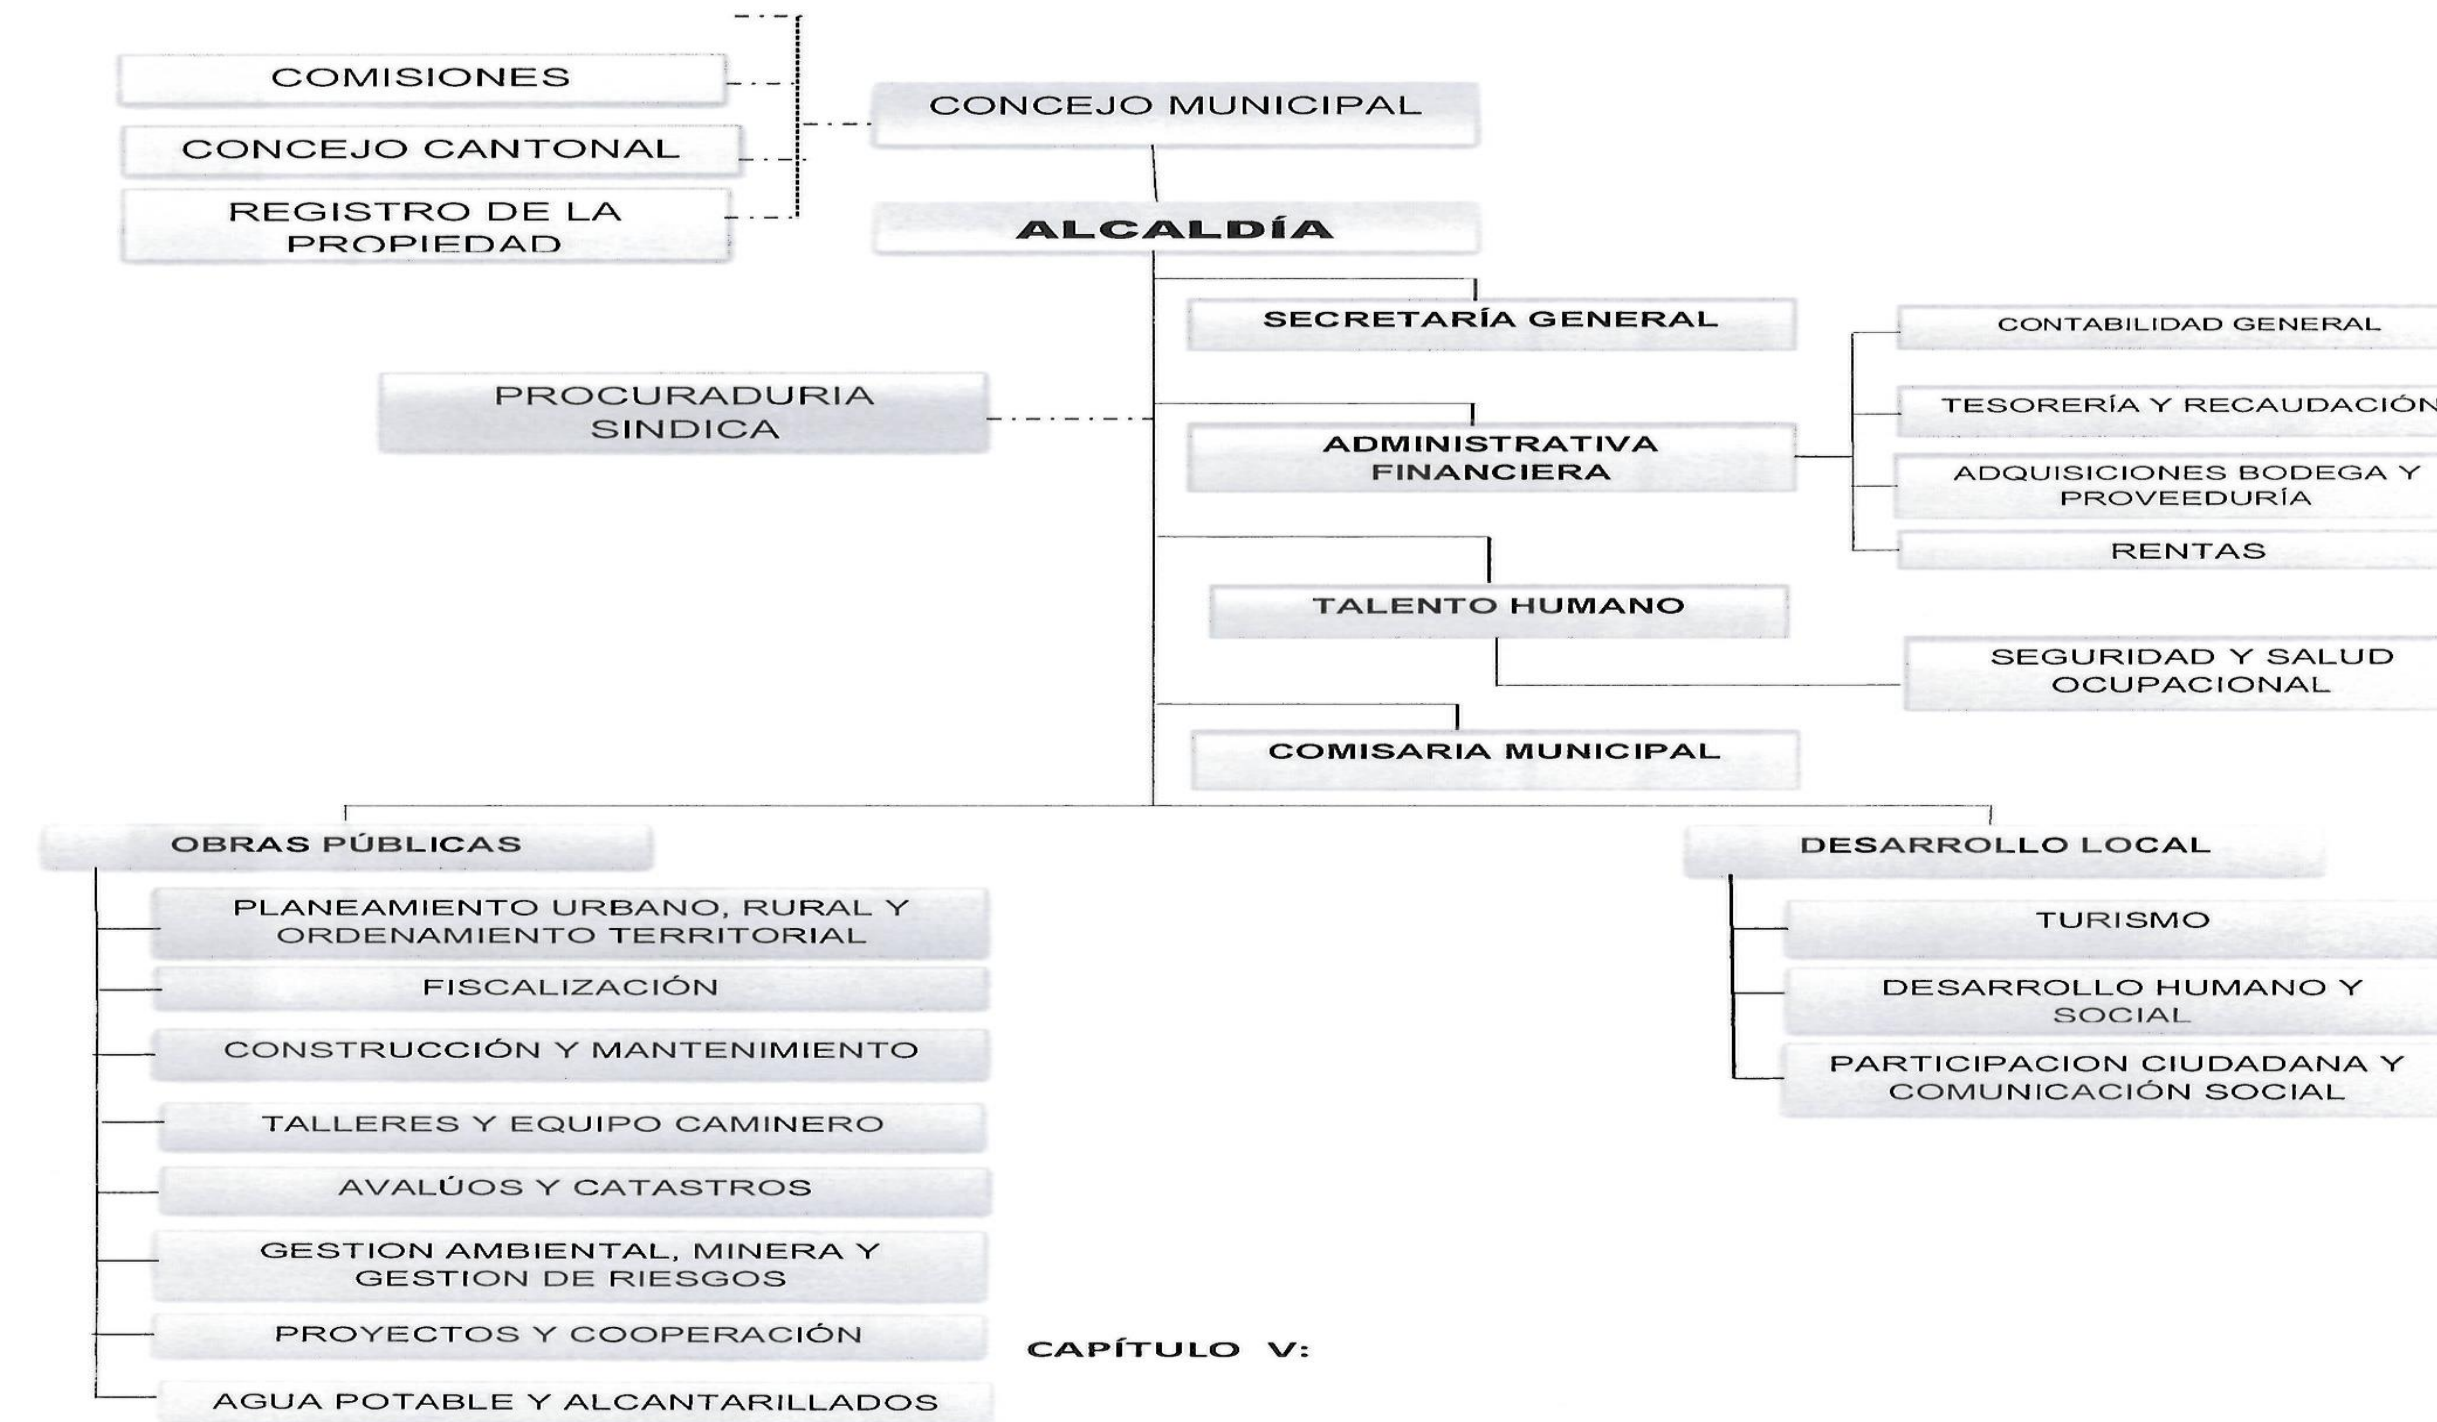 COMISIONES
CONCEJO CANTONAL
REGISTRO DE LA
PROPIEDAD
CONCEJO MUNICIPAL
ALCALDÍA
SECRETARÍA GENERAL
PROCURADURIA
SINDICA
ADMINISTRATIVA
FINANCIERA
CONTABILIDAD GENERAL
TESORERÍA Y RECAUDACIÓN
ADQUISICIONES BODEGA Y
PROVEEDURÍA
RENTAS
TALENTO HUMANO
SEGURIDAD Y SALUD
OCUPACIONAL
COMISARIA MUNICIPAL
OBRAS PÚBLICAS
PLANEAMIENTO URBANO, RURAL Y
ORDENAMIENTO TERRITORIAL
FISCALIZACIÓN
CONSTRUCCIÓN Y MANTENIMIENTO
TALLERES Y EQUIPO CAMINERO
AVALÚOS Y CATASTROS
GESTION AMBIENTAL, MINERA Y
GESTION DE RIESGOS
PROYECTOS Y COOPERACIÓN
AGUA POTABLE Y ALCANTARILLADOS
DESARROLLO LOCAL
TURISMO
DESARROLLO HUMANO Y
SOCIAL
PARTICIPACION CIUDADANA Y
COMUNICACIÓN SOCIAL
CAPÍTULO V: